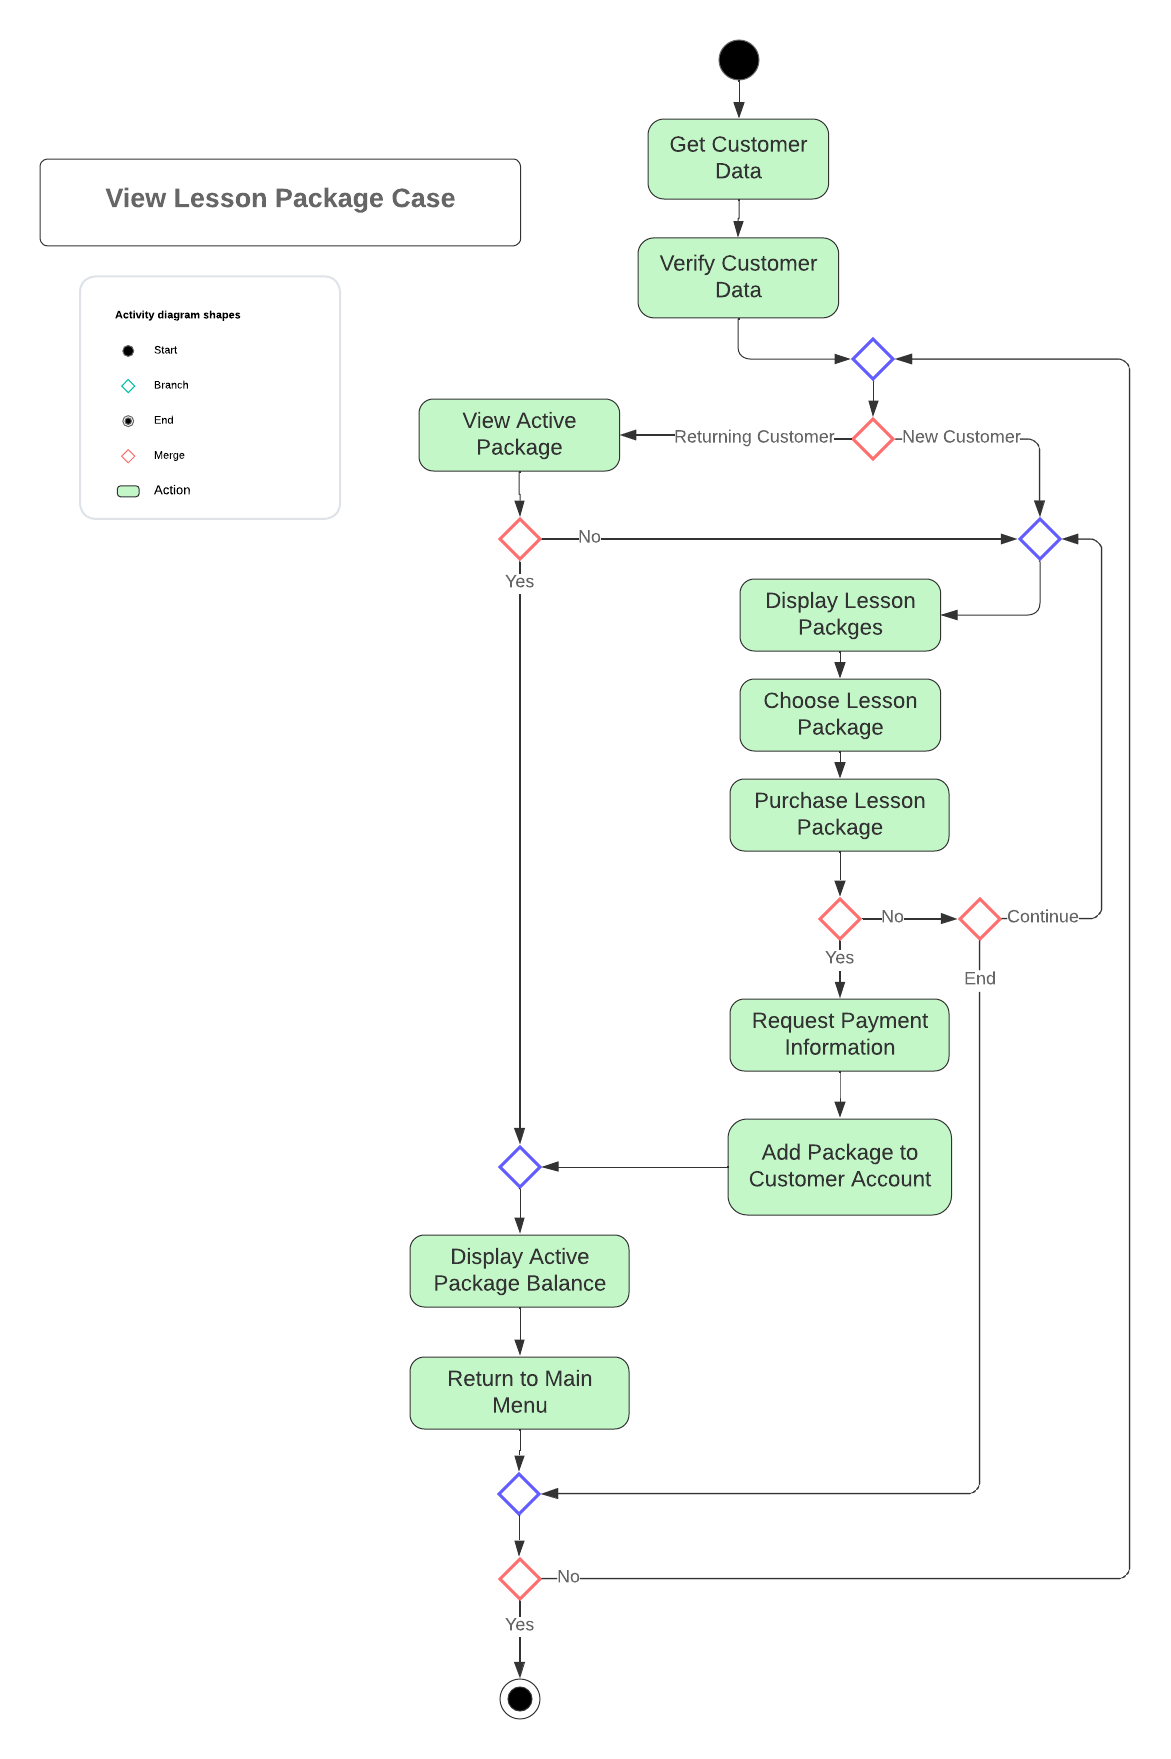 View Lesson Package Case
Activity diagram shapes
Start
Branch
End
Merge
Action
Get Customer
Data
Verify Customer
Data
Returning Customer
New Customer
View Active
Package
No
Yes
Display Lesson
Packges
Choose Lesson
Package
Purchase Lesson
Package
No
Continue
Yes
End
Request Payment
Information
Add Package to
Customer Account
Display Active
Package Balance
Return to Main
Menu
No
Yes